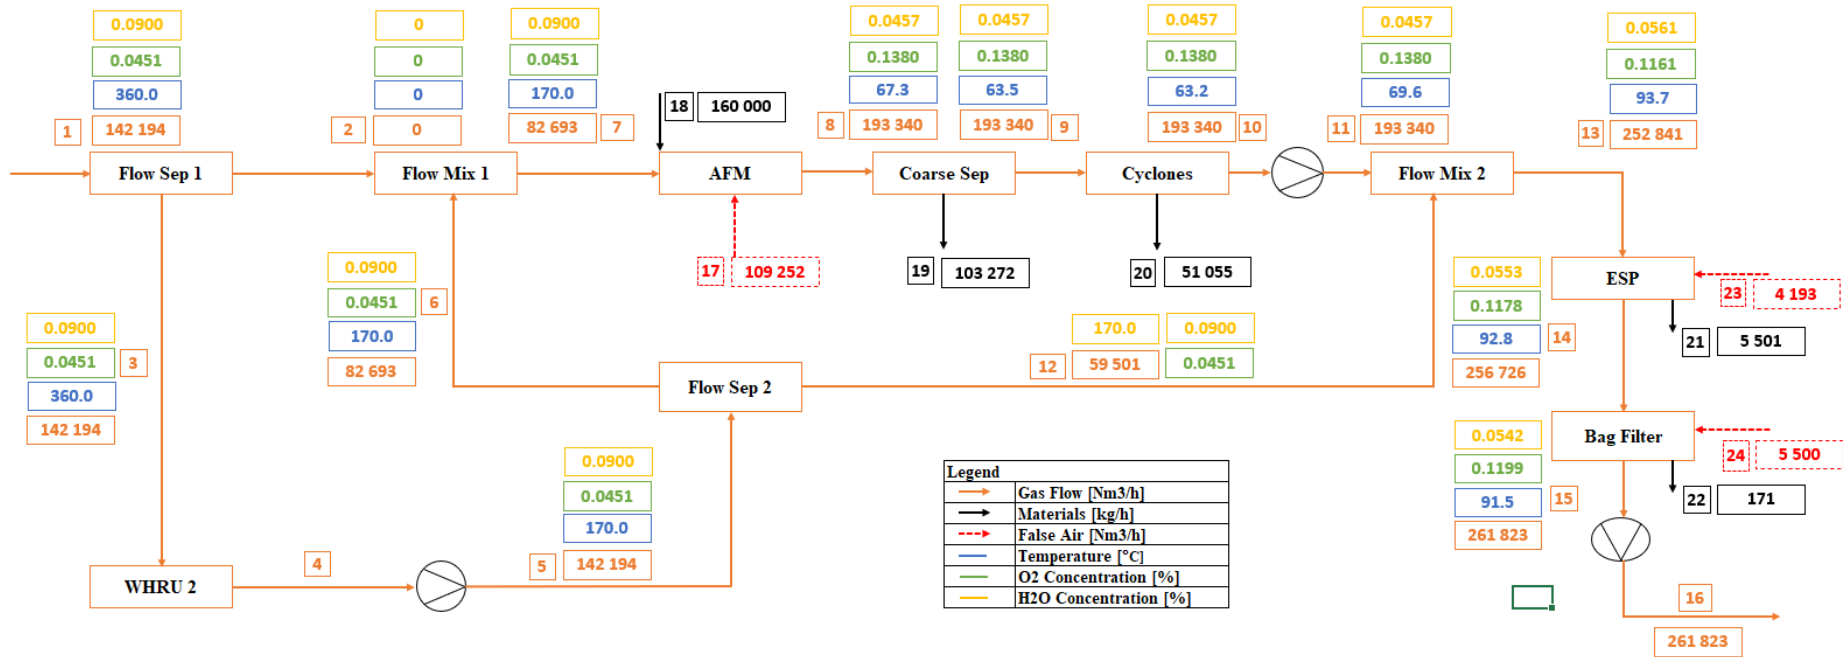 0.0900
0.0451
360.0
1 142 194
Flow Sep 1
0
0
0
2 0
Flow Mix 1
0.0900
0.0451
170.0
82 693 7
18 160 000
AFM
17 109 252
0.0457
0.1380
67.3
8 193 340
0.0457
0.1380
63.5
193 340 9
Coarse Sep
19 103 272
0.0457
0.1380
63.2
193 340 10
Cyclones
20 51 055
0.0457
0.1380
69.6
11 193 340
Flow Mix 2
0.0561
0.1161
93.7
13 252 841
0.0900
0.0451 3
360.0
142 194
0.0900
0.0451 6
170.0
82 693
Flow Sep 2
170.0 0.0900
12 59 501 0.0451
0.0553
0.1178
92.8 14
256 726
ESP
23 4 193
21 5 501
Bag Filter
24 5 500
22 171
0.0542
0.1199
91.5 15
261 823
WHRU 2
4
0.0900
0.0451
170.0
5 142 194
Legend
Gas Flow [Nm3/h]
Materials [kg/h]
False Air [Nm3/h]
Temperature [°C]
O2 Concentration [%]
H2O Concentration [%]
16
261 823